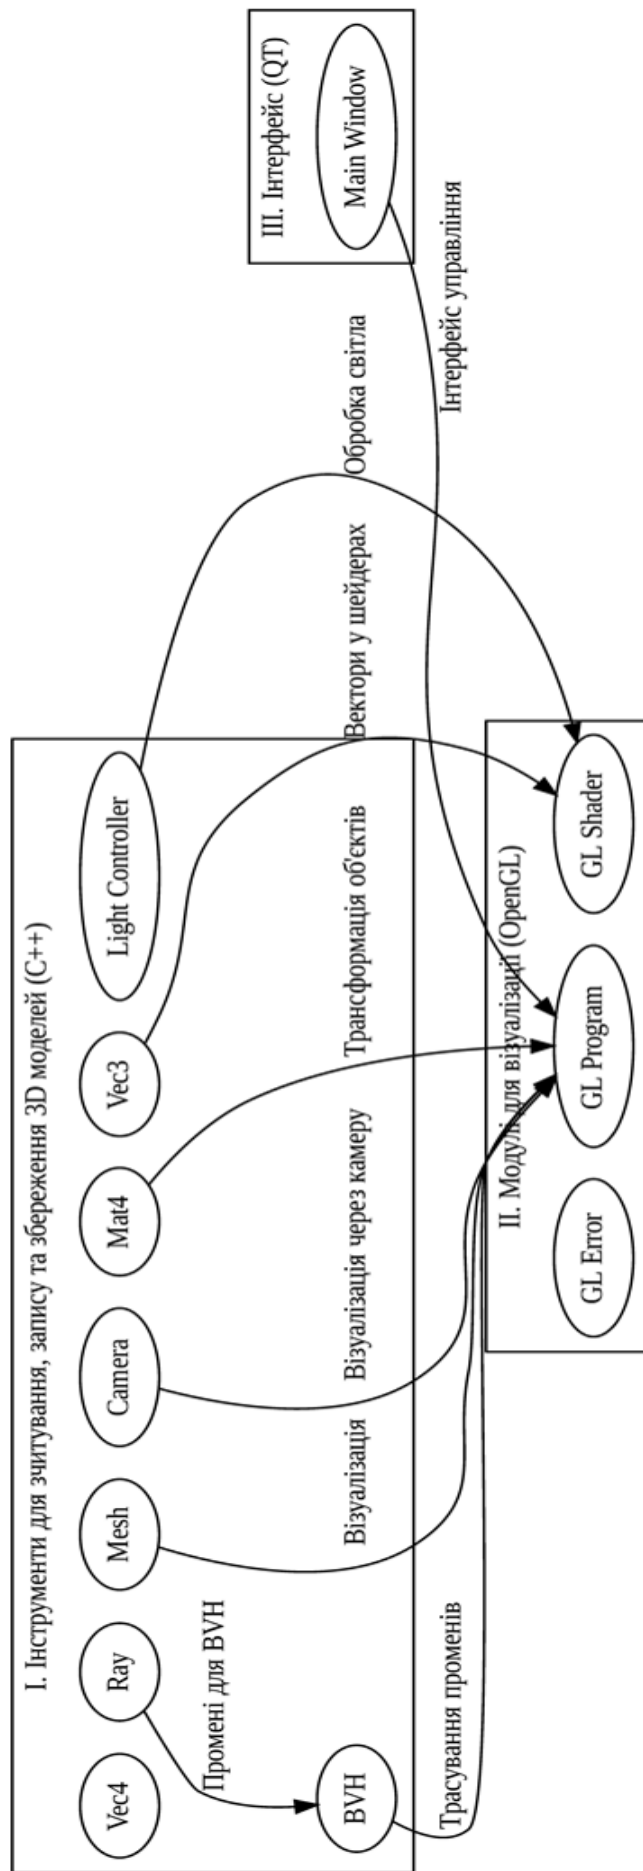 I. Інструменти для зчитування, запису та збереження 3D моделей (C++)
Vec4
Ray
Mesh
Camera
Mat4
Vec3
Light Controller
Промені для BVH
BVH
Візуалізація
Візуалізація через камеру
Трансформація об'єктів
Вектори у шейдерах
Обробка світла
III. Інтерфейс (QT)
Main Window
Трасування променів
Інтерфейс управління
II. Модулі для візуалізації (OpenGL)
GL Error
GL Program
GL Shader